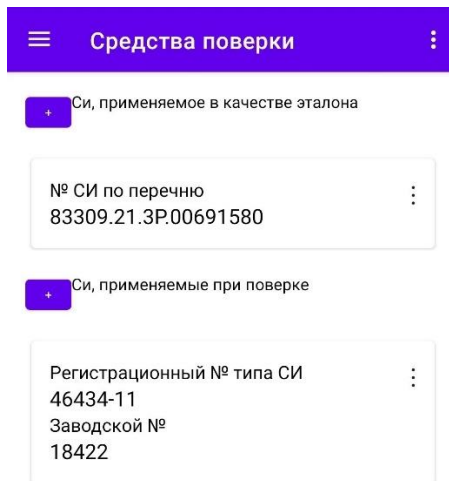 Средства поверки
+ Си, применяемое в качестве эталона
№ СИ по перечню
83309.21.3Р.00691580
+ Си, применяемые при поверке
Регистрационный № типа СИ
46434-11
Заводской №
18422